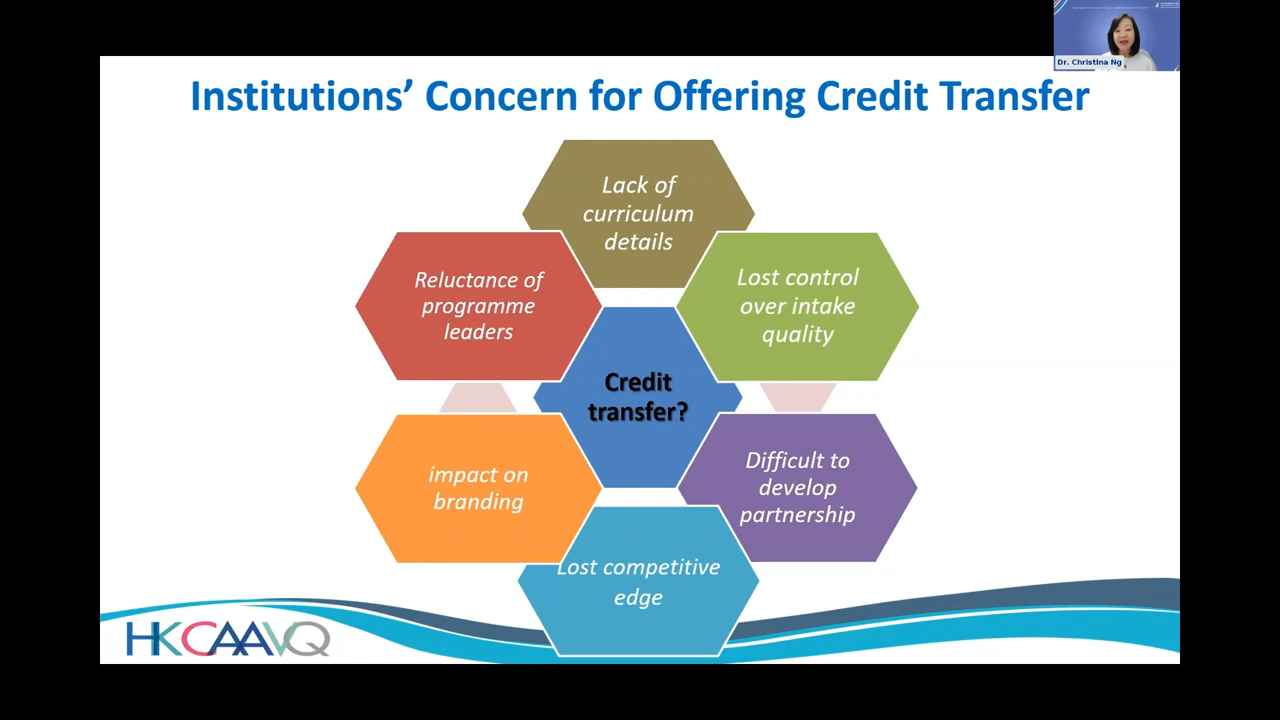 Dr. Christina Ng
Institutions’ Concern for Offering Credit Transfer
Lack of
curriculum
details
Reluctance of
programme
leaders
Lost control
over intake
quality
Credit
transfer?
impact on
branding
Difficult to
develop
partnership
Lost competitive
edge
HKCAAVQ